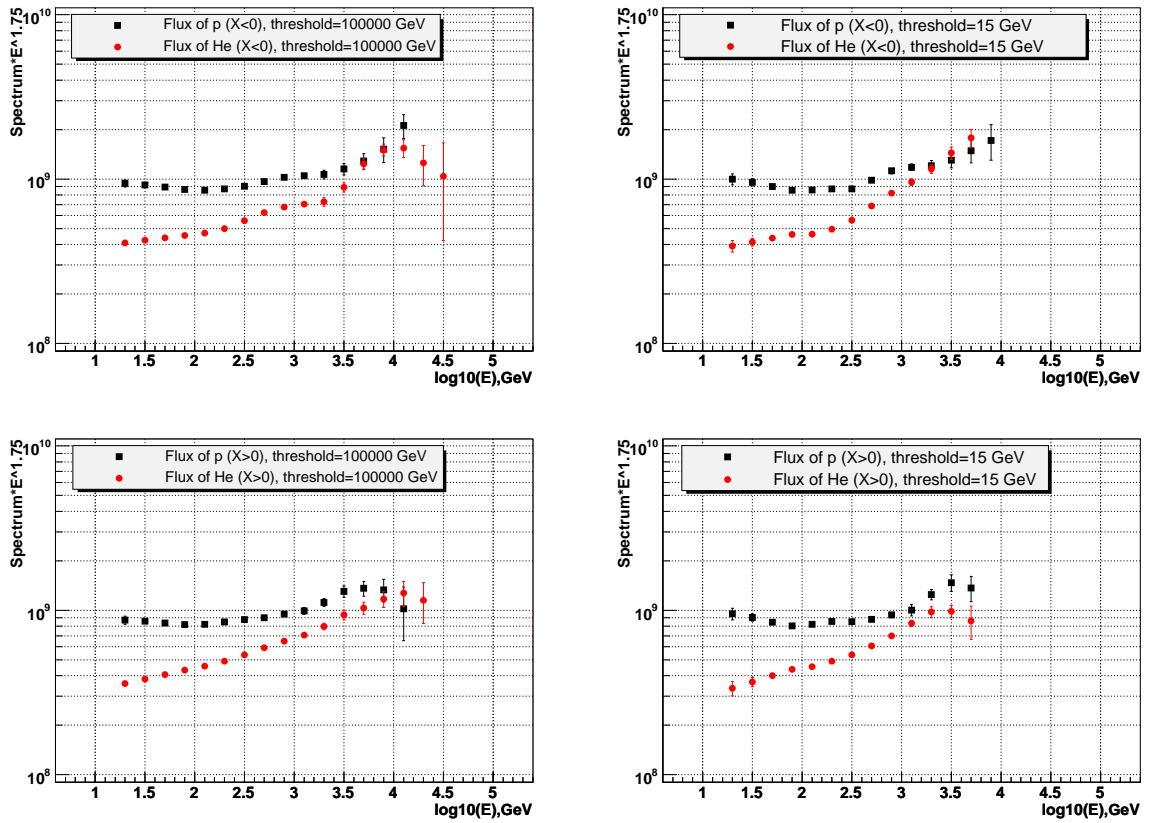 Spectrum*E^1.75
10^10
10^9
10^8
Flux of p (X<0), threshold=100000 GeV
Flux of He (X<0), threshold=100000 GeV
1 1.5 2 2.5 3 3.5 4 4.5 5
log10(E),GeV
Spectrum*E^1.75
10^10
10^9
10^8
Flux of p (X<0), threshold=15 GeV
Flux of He (X<0), threshold=15 GeV
1 1.5 2 2.5 3 3.5 4 4.5 5
log10(E),GeV
Spectrum*E^1.75
10^10
10^9
10^8
Flux of p (X>0), threshold=100000 GeV
Flux of He (X>0), threshold=100000 GeV
1 1.5 2 2.5 3 3.5 4 4.5 5
log10(E),GeV
Spectrum*E^1.75
10^10
10^9
10^8
Flux of p (X>0), threshold=15 GeV
Flux of He (X>0), threshold=15 GeV
1 1.5 2 2.5 3 3.5 4 4.5 5
log10(E),GeV